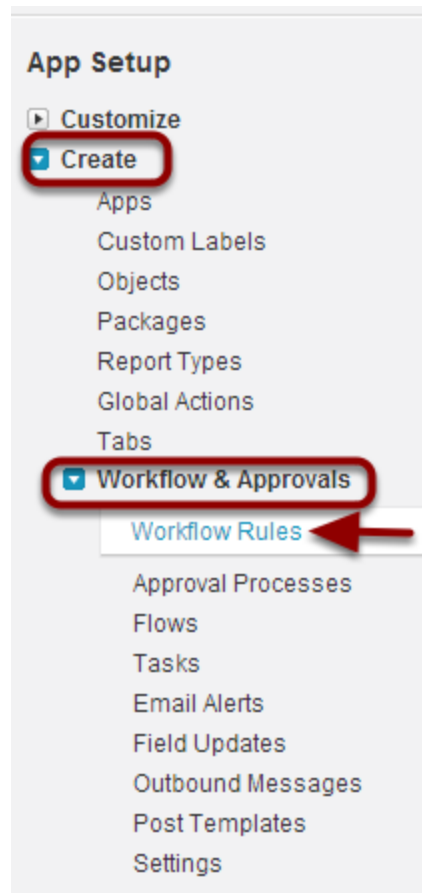 App Setup
Customize
Create
Apps
Custom Labels
Objects
Packages
Report Types
Global Actions
Tabs
Workflow & Approvals
Workflow Rules
Approval Processes
Flows
Tasks
Email Alerts
Field Updates
Outbound Messages
Post Templates
Settings